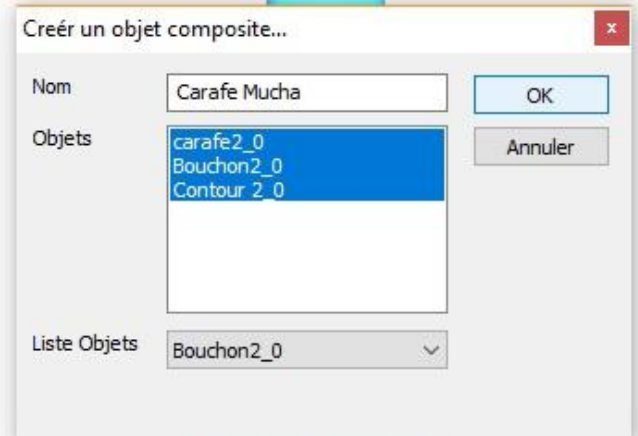 Creér un objet composite...
x
Nom
Carafe Mucha
OK
Objets
carafe2_0
Bouchon2_0
Contour 2_0
Annuler
Liste Objets
Bouchon2_0